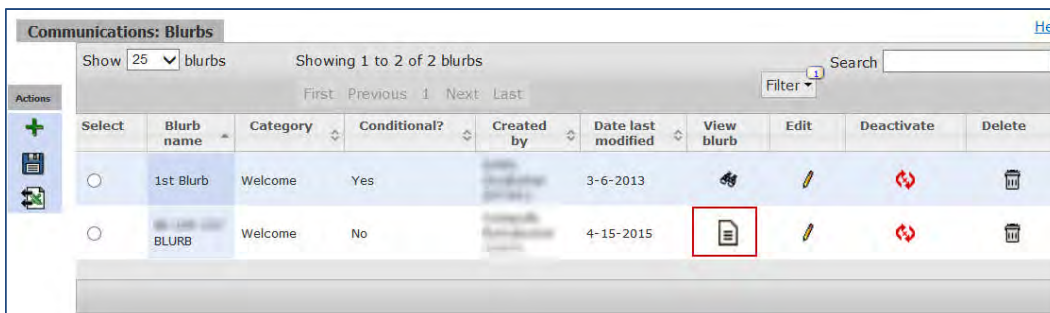 Communications: Blurbs
He
Show 25 blurbs Showing 1 to 2 of 2 blurbs Search
Filter 1
First Previous 1 Next Last
Actions
Select Blurb name Category Conditional? Created by Date last modified View blurb Edit Deactivate Delete
1st Blurb Welcome Yes 3-6-2013
BLURB Welcome No 4-15-2015